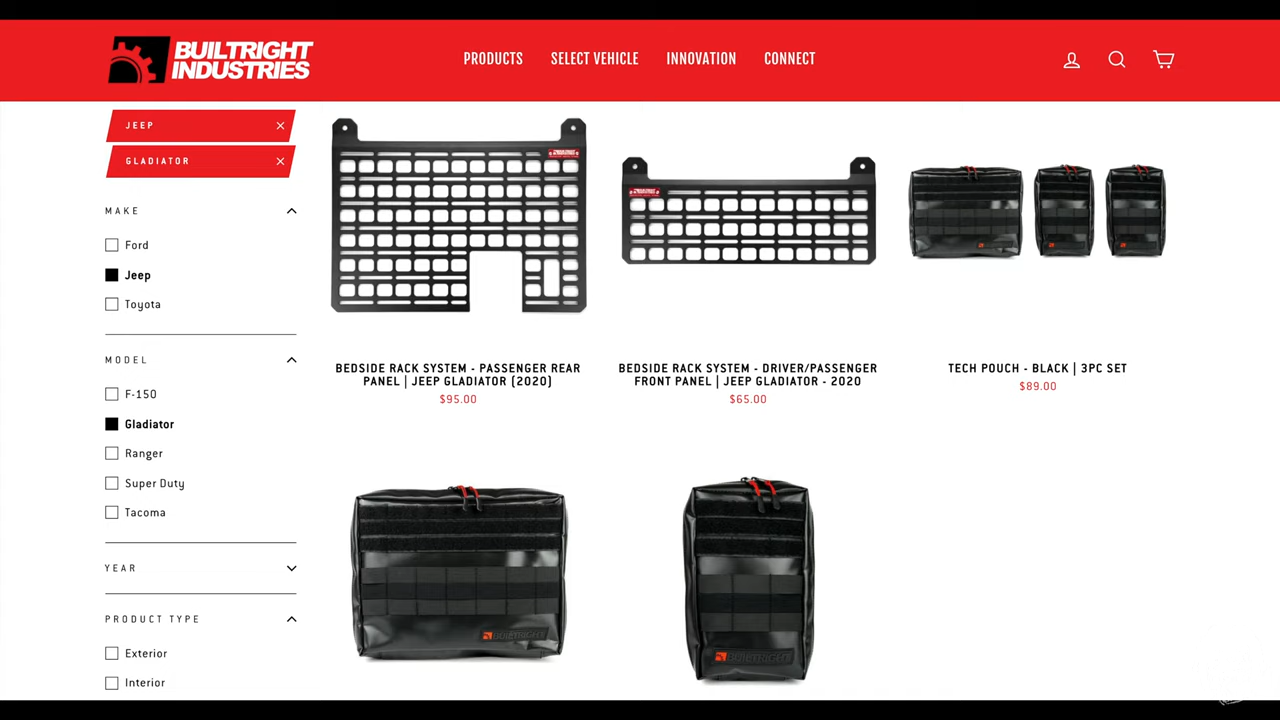 BUILTRIGHT
INDUSTRIES
PRODUCTS
SELECT VEHICLE
INNOVATION
CONNECT
JEEP
GLADIATOR
MAKE
Ford
Jeep
Toyota
MODEL
F-150
Gladiator
Ranger
Super Duty
Tacoma
YEAR
PRODUCT TYPE
Exterior
Interior
BEDSIDE RACK SYSTEM - PASSENGER REAR
PANEL | JEEP GLADIATOR (2020)
$95.00
BEDSIDE RACK SYSTEM - DRIVER/PASSENGER
FRONT PANEL | JEEP GLADIATOR - 2020
$65.00
TECH POUCH - BLACK | 3PC SET
$89.00
BUILTRIGHT
BUILTRIGHT